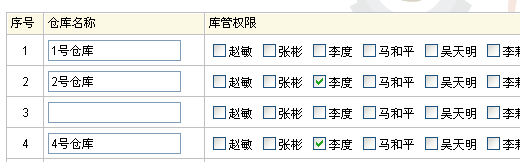 序号 仓库名称 库管权限
1 1号仓库 赵敏 张彬 李度 马和平 吴天明 李
2 2号仓库 赵敏 张彬 李度 马和平 吴天明 李
3 赵敏 张彬 李度 马和平 吴天明 李
4 4号仓库 赵敏 张彬 李度 马和平 吴天明 李